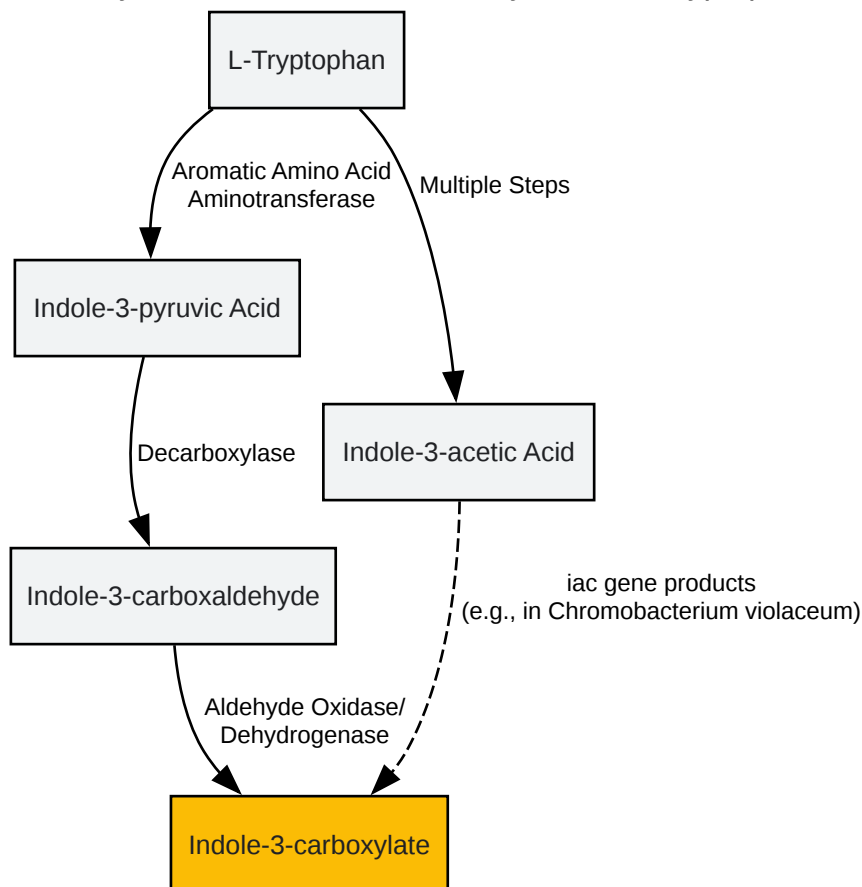 L-Tryptophan
Aromatic Amino Acid
Aminotransferase
Multiple Steps
Indole-3-pyruvic Acid
Decarboxylase
Indole-3-acetic Acid
Indole-3-carboxaldehyde
iac gene products
(e.g., in Chromobacterium violaceum)
Aldehyde Oxidase/
Dehydrogenase
Indole-3-carboxylate